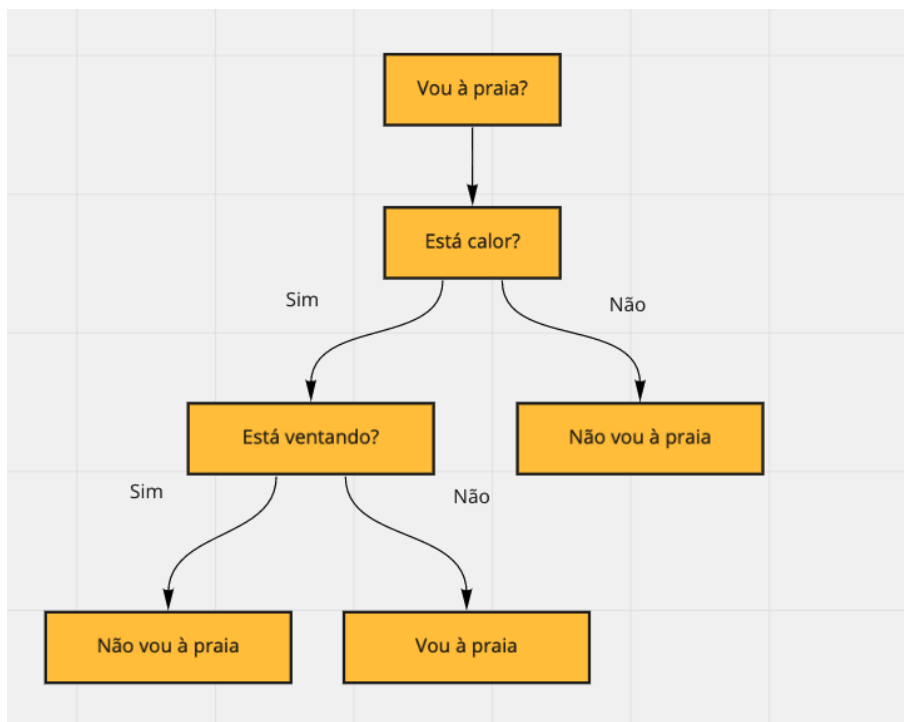 Vou à praia?
Está calor?
Sim
Não
Está ventando?
Não vou à praia
Sim
Não
Não vou à praia
Vou à praia